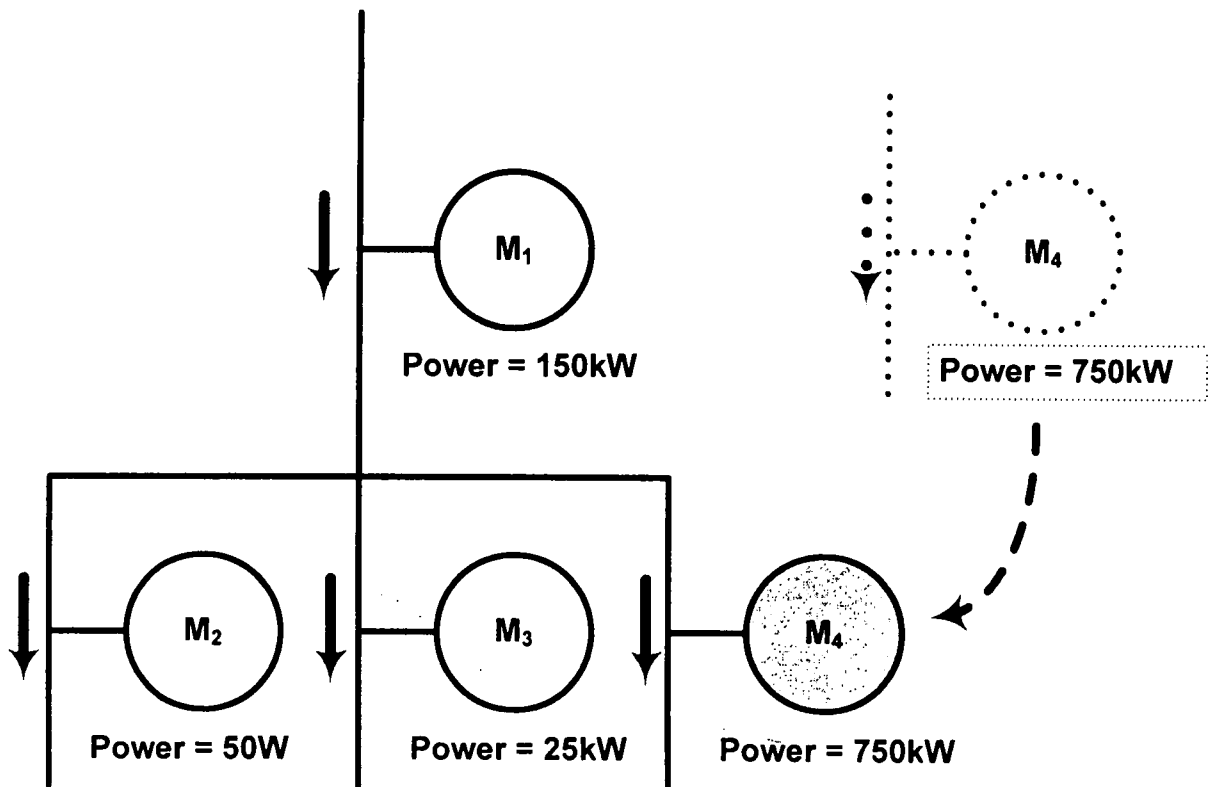 M₁
Power = 150kW
M₄
Power = 750kW
M₂
Power = 50W
M₃
Power = 25kW
M₄
Power = 750kW